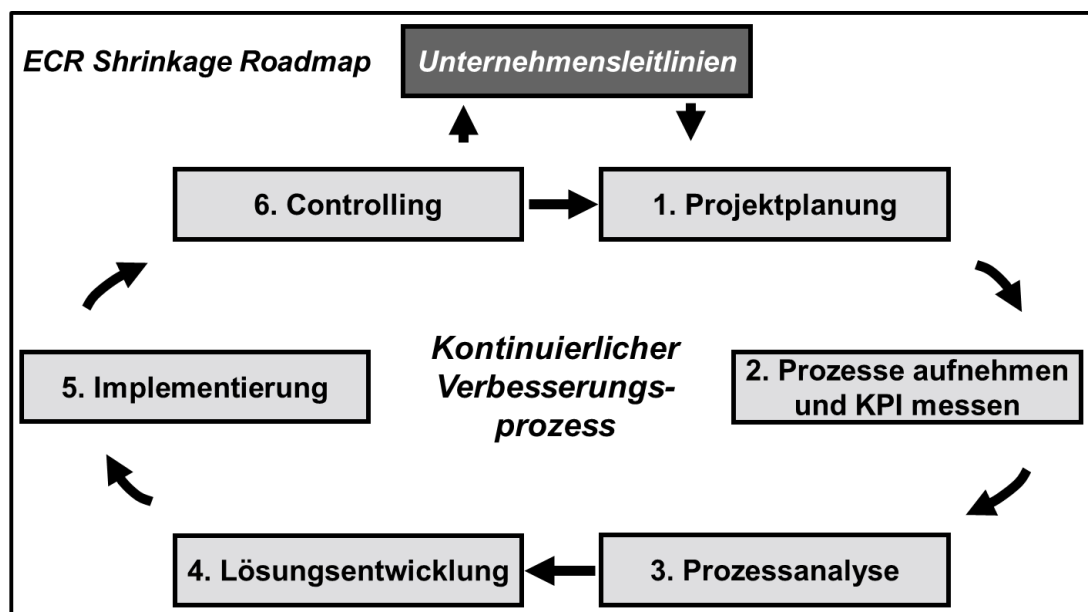 ECR Shrinkage Roadmap
Unternehmensleitlinien
6. Controlling
1. Projektplanung
Kontinuierlicher
Verbesserungs-
prozess
5. Implementierung
2. Prozesse aufnehmen
und KPI messen
4. Lösungsentwicklung
3. Prozessanalyse